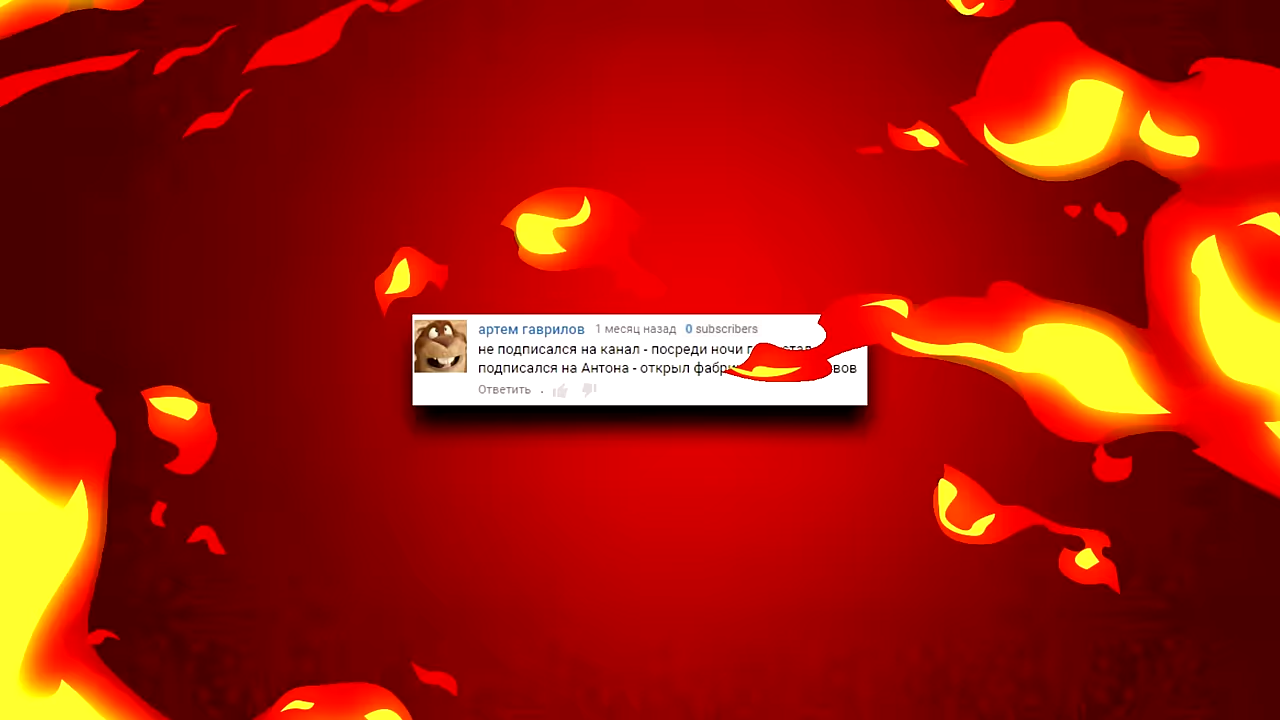 артем гаврилов 1 месяц назад 0 subscribers
не подписался на канал - посреди ночи
подписался на Антона - открыл
Ответить .